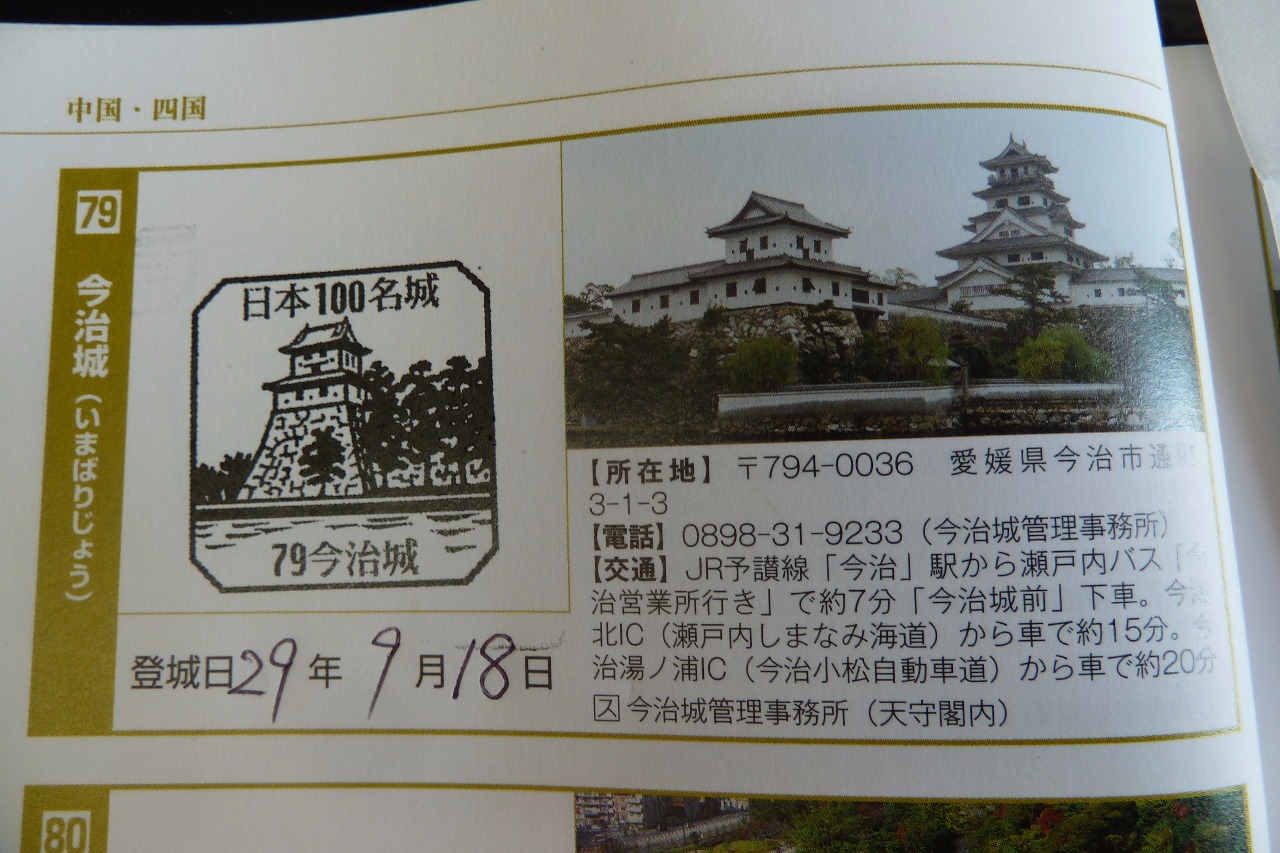 中国・四国
79
今治城（いまばりじょう）
日本100名城
79今治城
登城日29年 9月18日
【所在地】 〒794-0036 愛媛県今治市通
3-1-3
【電話】 0898-31-9233（今治城管理事務所）
【交通】 JR予讃線「今治」駅から瀬戸内バス「今
治営業所行き」で約7分「今治城前」下車。今治
北IC（瀬戸内しまなみ海道）から車で約15分。今
治湯ノ浦IC（今治小松自動車道）から車で約20分
ス 今治城管理事務所（天守閣内）
80